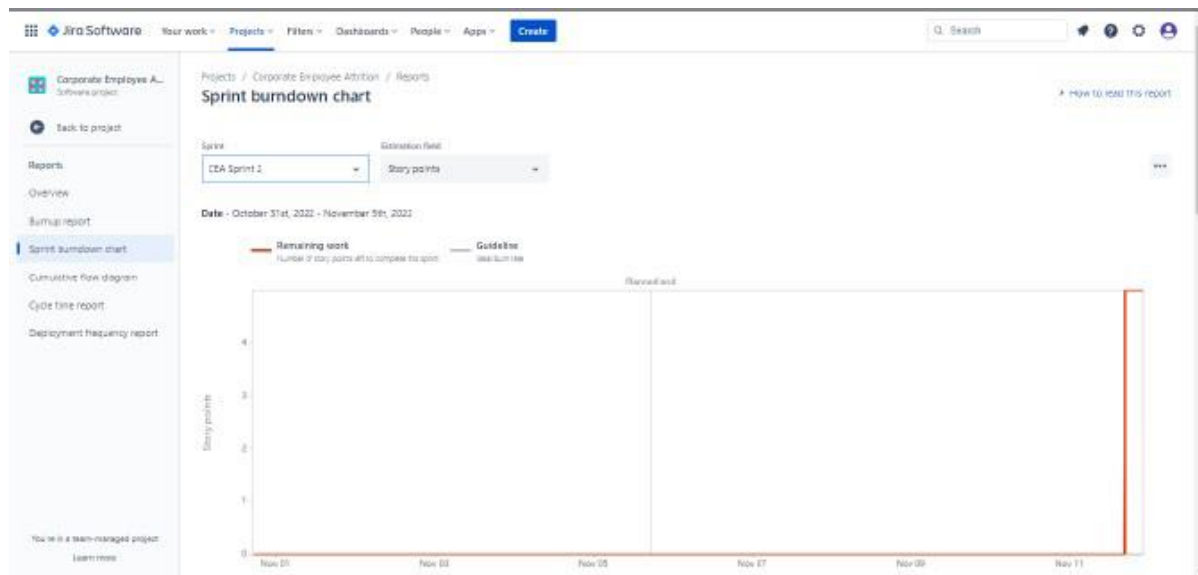 Jira Software Your work Projects Filters Dashboards People Apps Create Search
Corporate Employee A...
Software project
Back to project
Reports
Overview
Burnup report
Sprint burndown chart
Cumulative flow diagram
Cycle time report
Deployment frequency report
You're in a team-managed project
Learn more
Projects / Corporate Employee Attrition / Reports
Sprint burndown chart
How to read this report
Sprint Estimation field
CEA Sprint 2 Story points
Date - October 31st, 2022 - November 5th, 2022
Remaining work Guideline
Number of story points left to complete the sprint Ideal burn rate
Planned end
4
3
Story points
2
1
0
Nov 01 Nov 03 Nov 05 Nov 07 Nov 09 Nov 11